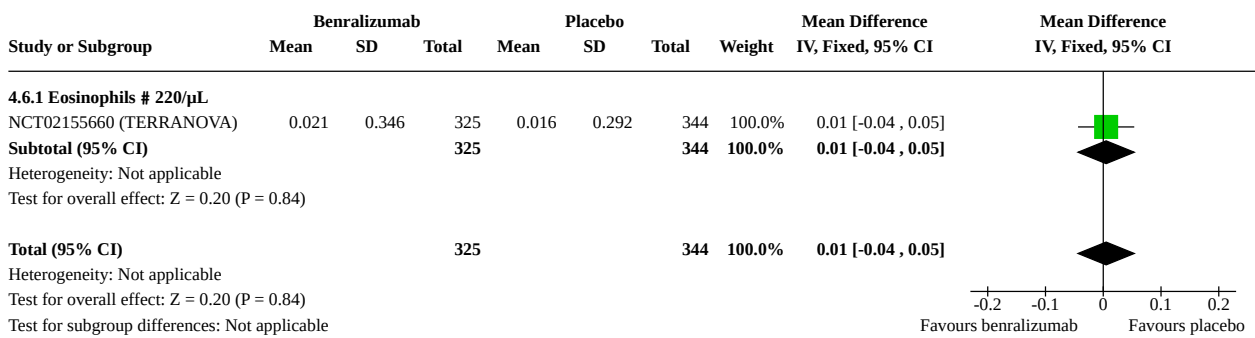 Benralizumab Placebo Mean Difference Mean Difference
Study or Subgroup Mean SD Total Mean SD Total Weight IV, Fixed, 95% CI IV, Fixed, 95% CI
4.6.1 Eosinophils # 220/µL
NCT02155660 (TERRANOVA) 0.021 0.346 325 0.016 0.292 344 100.0% 0.01 [-0.04 , 0.05]
Subtotal (95% CI) 325 344 100.0% 0.01 [-0.04 , 0.05]
Heterogeneity: Not applicable
Test for overall effect: Z = 0.20 (P = 0.84)
Total (95% CI) 325 344 100.0% 0.01 [-0.04 , 0.05]
Heterogeneity: Not applicable
Test for overall effect: Z = 0.20 (P = 0.84)
-0.2 -0.1 0 0.1 0.2
Test for subgroup differences: Not applicable Favours benralizumab Favours placebo